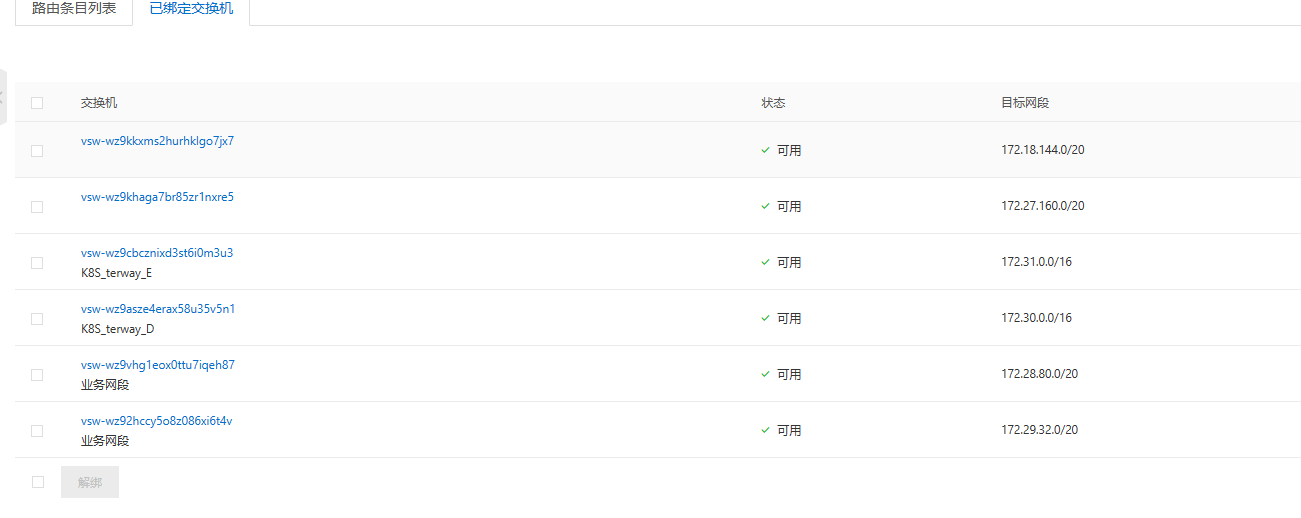 路由条目列表 已绑定交换机
交换机 状态 目标网段
vsw-wz9kkxms2hurhklgo7jx7 可用 172.18.144.0/20
vsw-wz9khaga7br85zr1nxre5 可用 172.27.160.0/20
vsw-wz9cbcznixd3st6i0m3u3 可用 172.31.0.0/16
K8S_terway_E
vsw-wz9asze4erax58u35v5n1 可用 172.30.0.0/16
K8S_terway_D
vsw-wz9vhg1eox0ttu7iqeh87 可用 172.28.80.0/20
业务网段
vsw-wz92hccy5o8z086xi6t4v 可用 172.29.32.0/20
业务网段
解绑